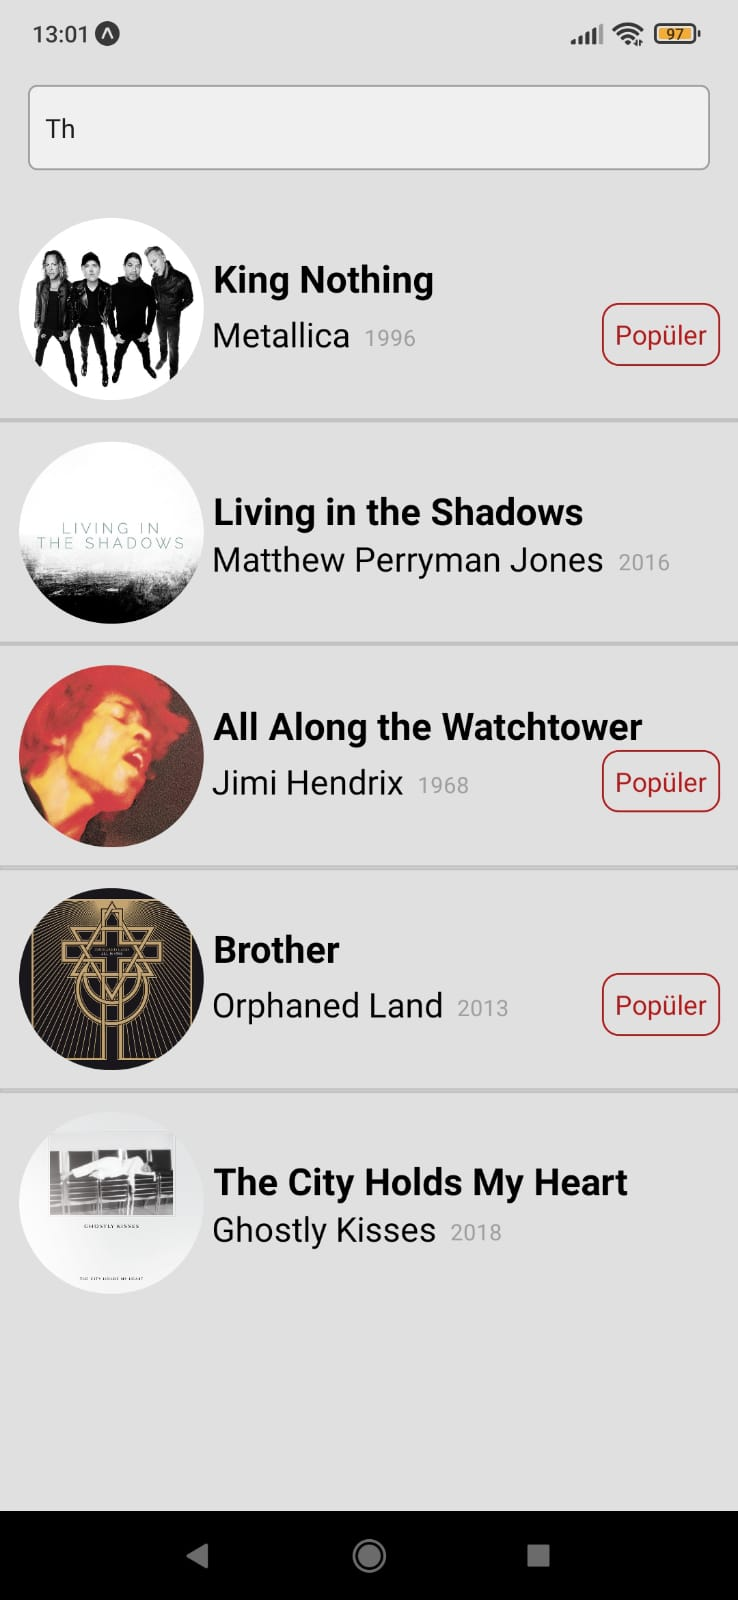 13:01
97
Th
King Nothing
Metallica 1996
Popüler
LIVING IN
THE SHADOWS
Living in the Shadows
Matthew Perryman Jones 2016
All Along the Watchtower
Jimi Hendrix 1968
Popüler
Brother
Orphaned Land 2013
Popüler
GHOSTLY KISSES
THE CITY HOLDS MY HEART
The City Holds My Heart
Ghostly Kisses 2018